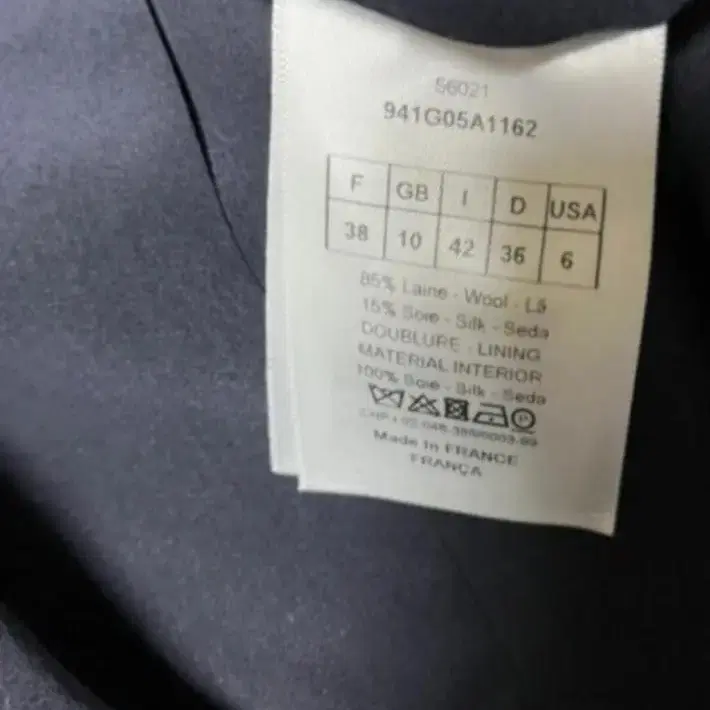 S6021
941G05A1162
F GB I D USA
38 10 42 36 6
85% Laine - Wool - Lã
15% Soie - Silk - Seda
DOUBLURE - LINING
MATERIAL INTERIOR
100% Soie - Silk - Seda
P
Made in FRANCE
FRANÇA